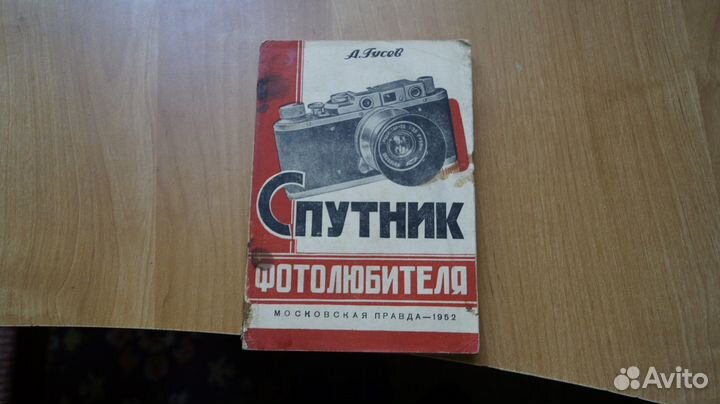 А. Гусев
СПУТНИК
ФОТОЛЮБИТЕЛЯ
МОСКОВСКАЯ ПРАВДА — 1952
Avito